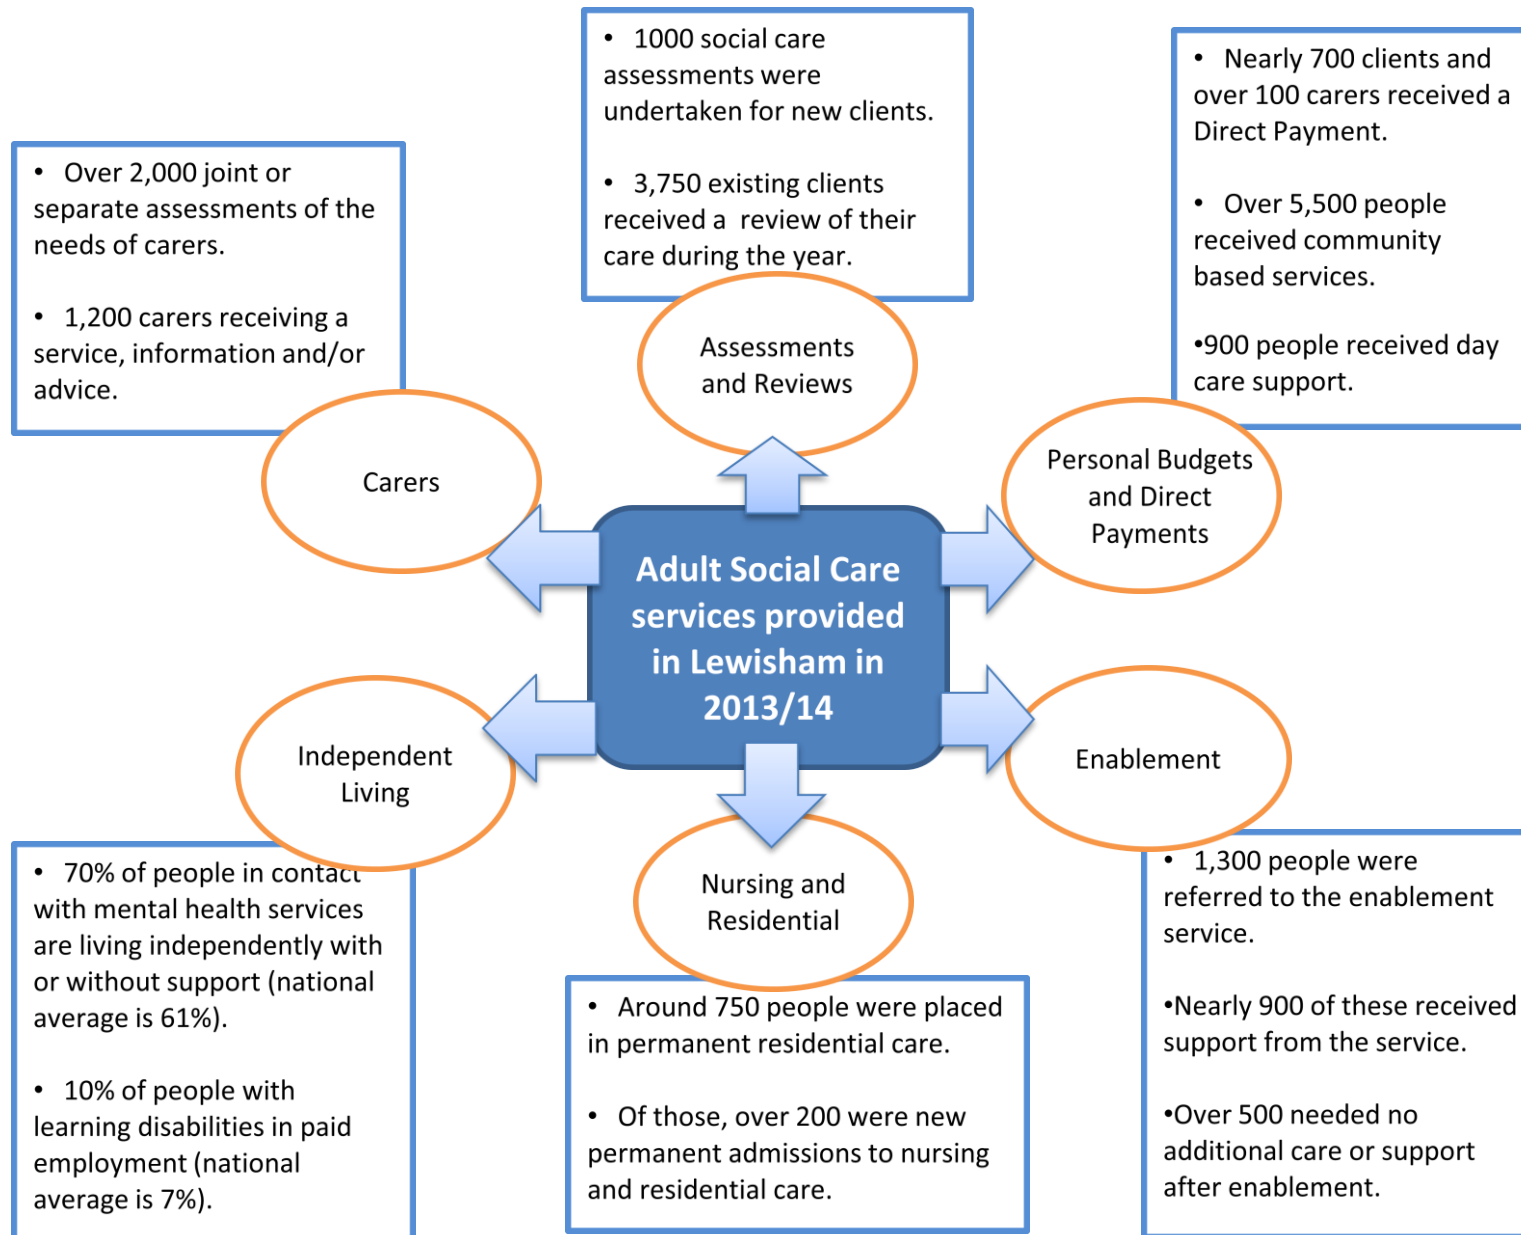 • 1000 social care
assessments were
undertaken for new clients.
• 3,750 existing clients
received a review of their
care during the year.
Assessments
and Reviews
• Nearly 700 clients and
over 100 carers received a
Direct Payment.
• Over 5,500 people
received community
based services.
•900 people received day
care support.
Personal Budgets
and Direct
Payments
• Over 2,000 joint or
separate assessments of the
needs of carers.
• 1,200 carers receiving a
service, information and/or
advice.
Carers
Adult Social Care
services provided
in Lewisham in
2013/14
Independent
Living
• 70% of people in contact
with mental health services
are living independently with
or without support (national
average is 61%).
• 10% of people with
learning disabilities in paid
employment (national
average is 7%).
Nursing and
Residential
• Around 750 people were placed
in permanent residential care.
• Of those, over 200 were new
permanent admissions to nursing
and residential care.
Enablement
• 1,300 people were
referred to the enablement
service.
•Nearly 900 of these received
support from the service.
•Over 500 needed no
additional care or support
after enablement.